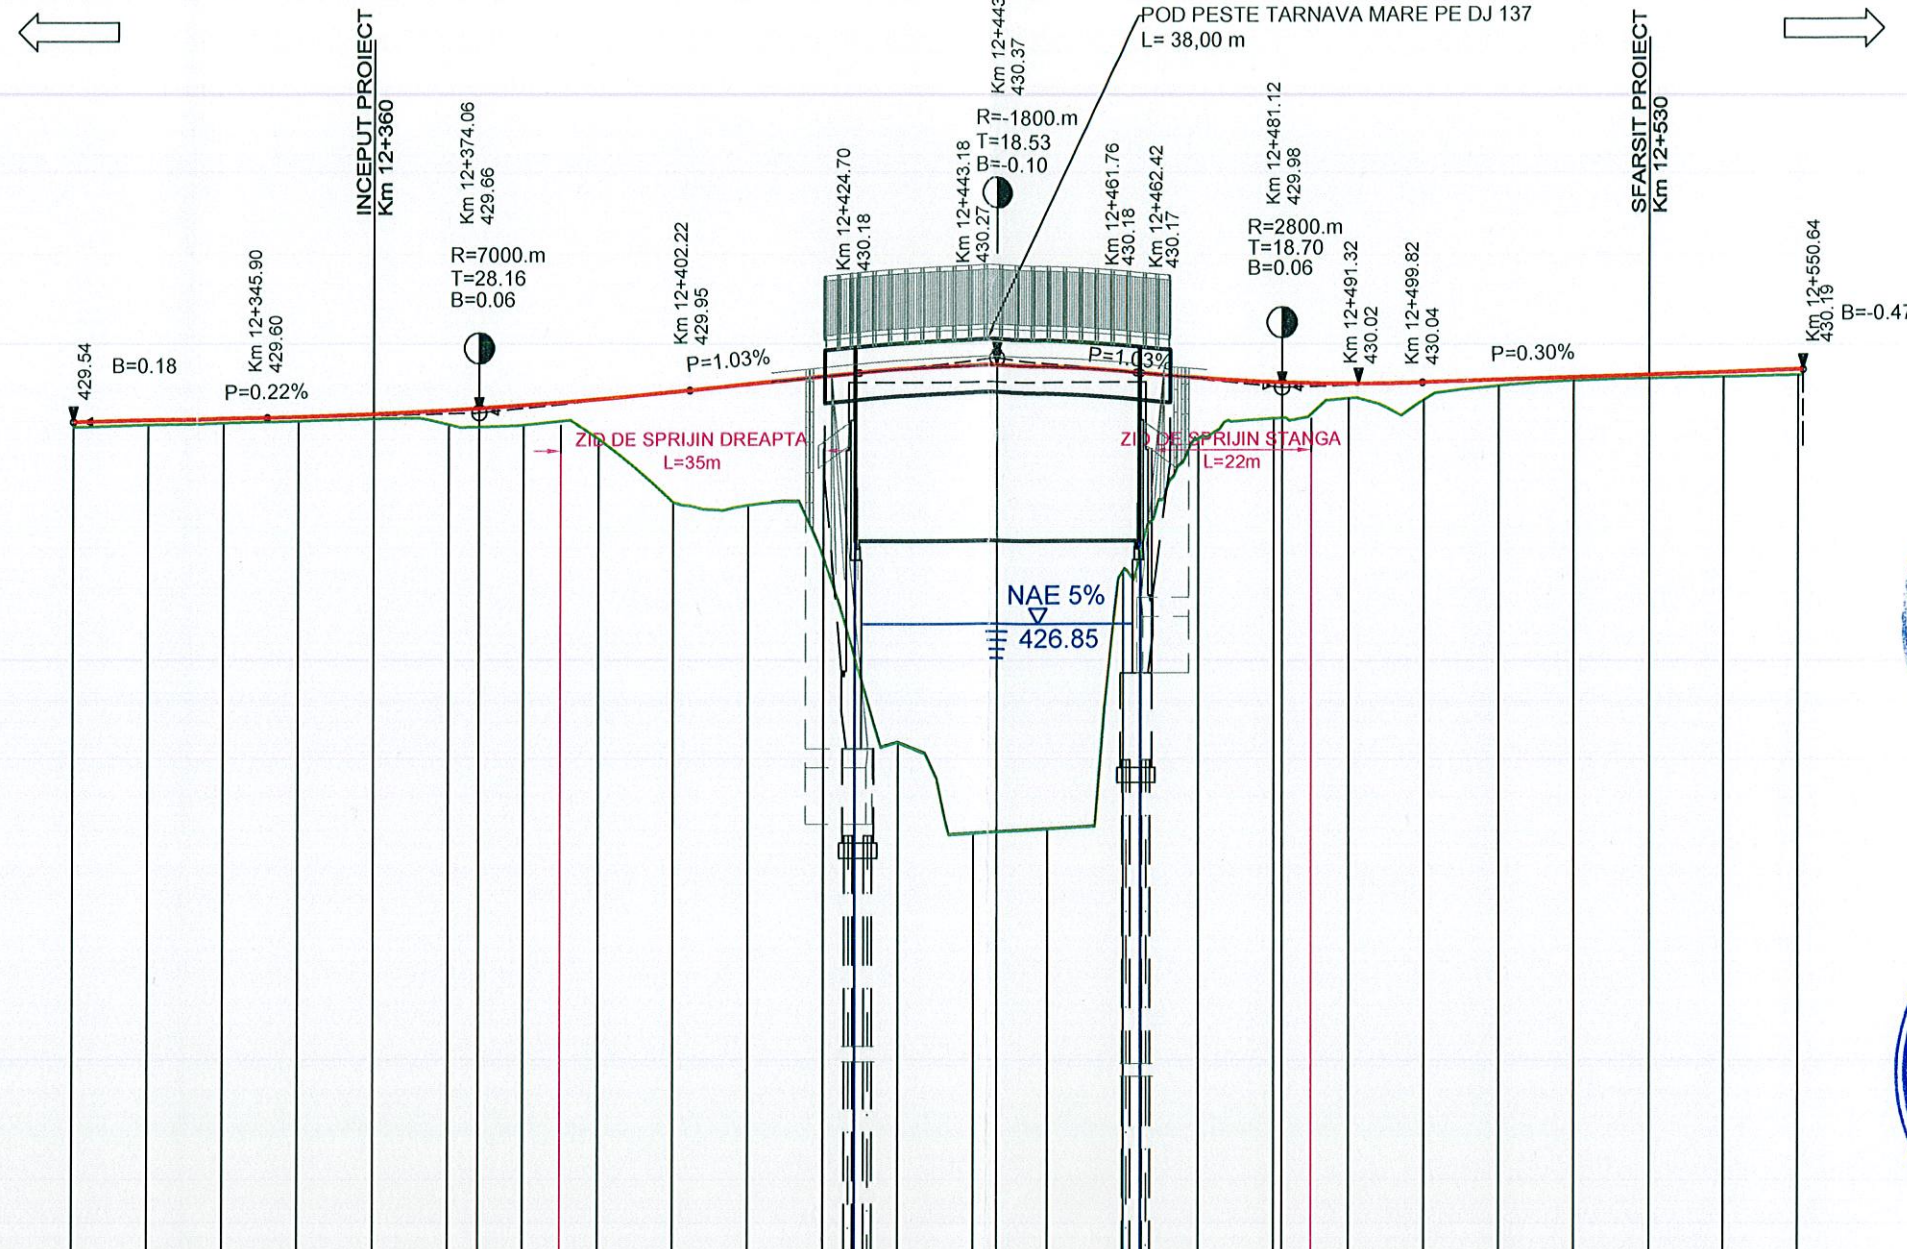 POD PESTE TARNAVA MARE PE DJ 137
L= 38,00 m
INCEPUT PROIECT
Km 12+360
Km 12+374.06
429.66
R=7000.m
T=28.16
B=0.06
Km 12+443
430.37
R=-1800.m
T=18.53
B=-0.10
Km 12+481.12
429.98
R=2800.m
T=18.70
B=0.06
SFARSIT PROIECT
Km 12+530
429.54
B=0.18
Km 12+345.90
429.60
P=0.22%
Km 12+402.22
429.95
P=1.03%
Km 12+424.70
430.18
Km 12+443.18
430.27
Km 12+461.76
430.18
Km 12+462.42
430.17
P=1.03%
Km 12+491.32
430.02
Km 12+499.82
430.04
P=0.30%
Km 12+550.64
430.19
B=-0.47
ZID DE SPRIJIN DREAPTA
L=35m
ZID DE SPRIJIN STANGA
L=22m
NAE 5%
426.85